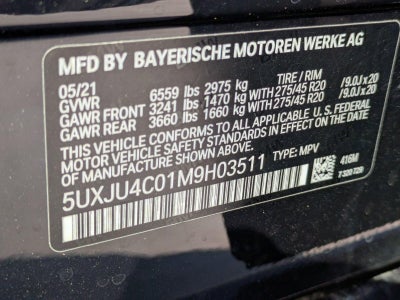 MFD BY BAYERISCHE MOTOREN WERKE AG
05/21 TIRE / RIM
GVWR 6559 lbs 2975 kg
GAWR FRONT 3241 lbs 1470 kg WITH 275/45 R20 /9.0J x 20
GAWR REAR 3660 lbs 1660 kg WITH 275/45 R20 /9.0J x 20
THIS VEHICLE CONFORMS TO ALL APPLICABLE U.S. FEDERAL
MOTOR VEHICLE SAFETY STANDARDS IN EFFECT ON THE DATE
OF MANUFACTURE SHOWN ABOVE.
5UXJU4C01M9H03511 TYPE: MPV
416M
7320720